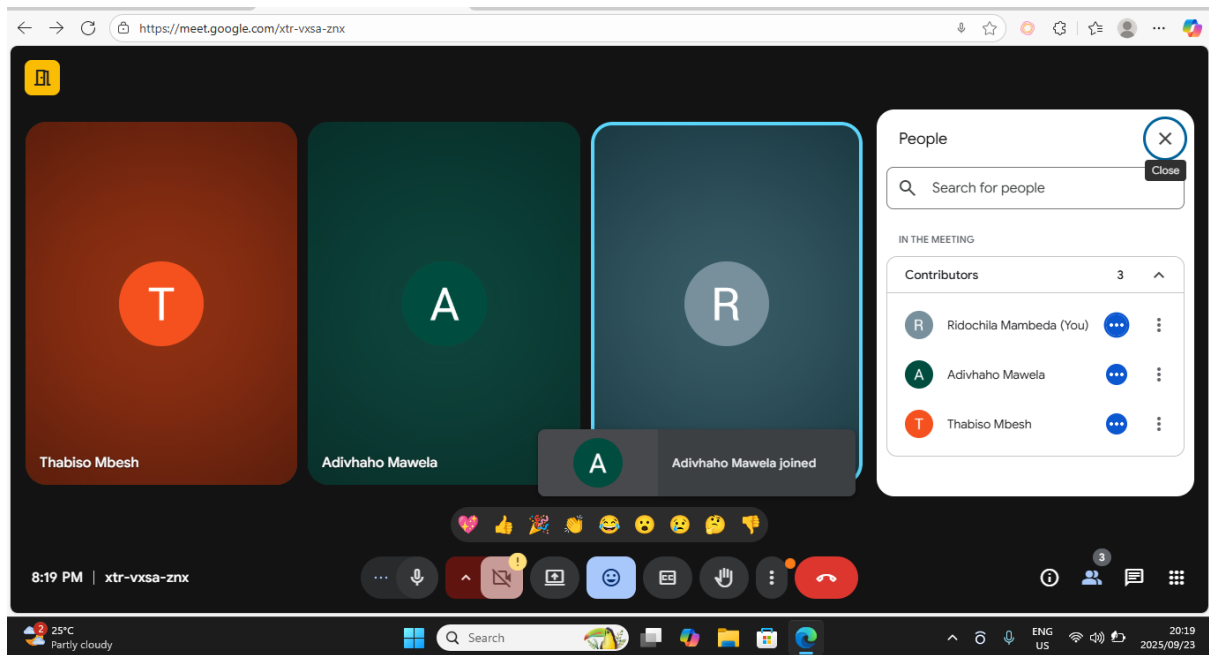 https://meet.google.com/xtr-vxsa-znx
T
A
R
Thabiso Mbesh
Adivhaho Mawela
A
Adivhaho Mawela joined
People
Close
Search for people
IN THE MEETING
Contributors 3
R Ridochila Mambeda (You)
A Adivhaho Mawela
T Thabiso Mbesh
8:19 PM | xtr-vxsa-znx
!
CC
3
2
25°C
Partly cloudy
Search
ENG
US
20:19
2025/09/23